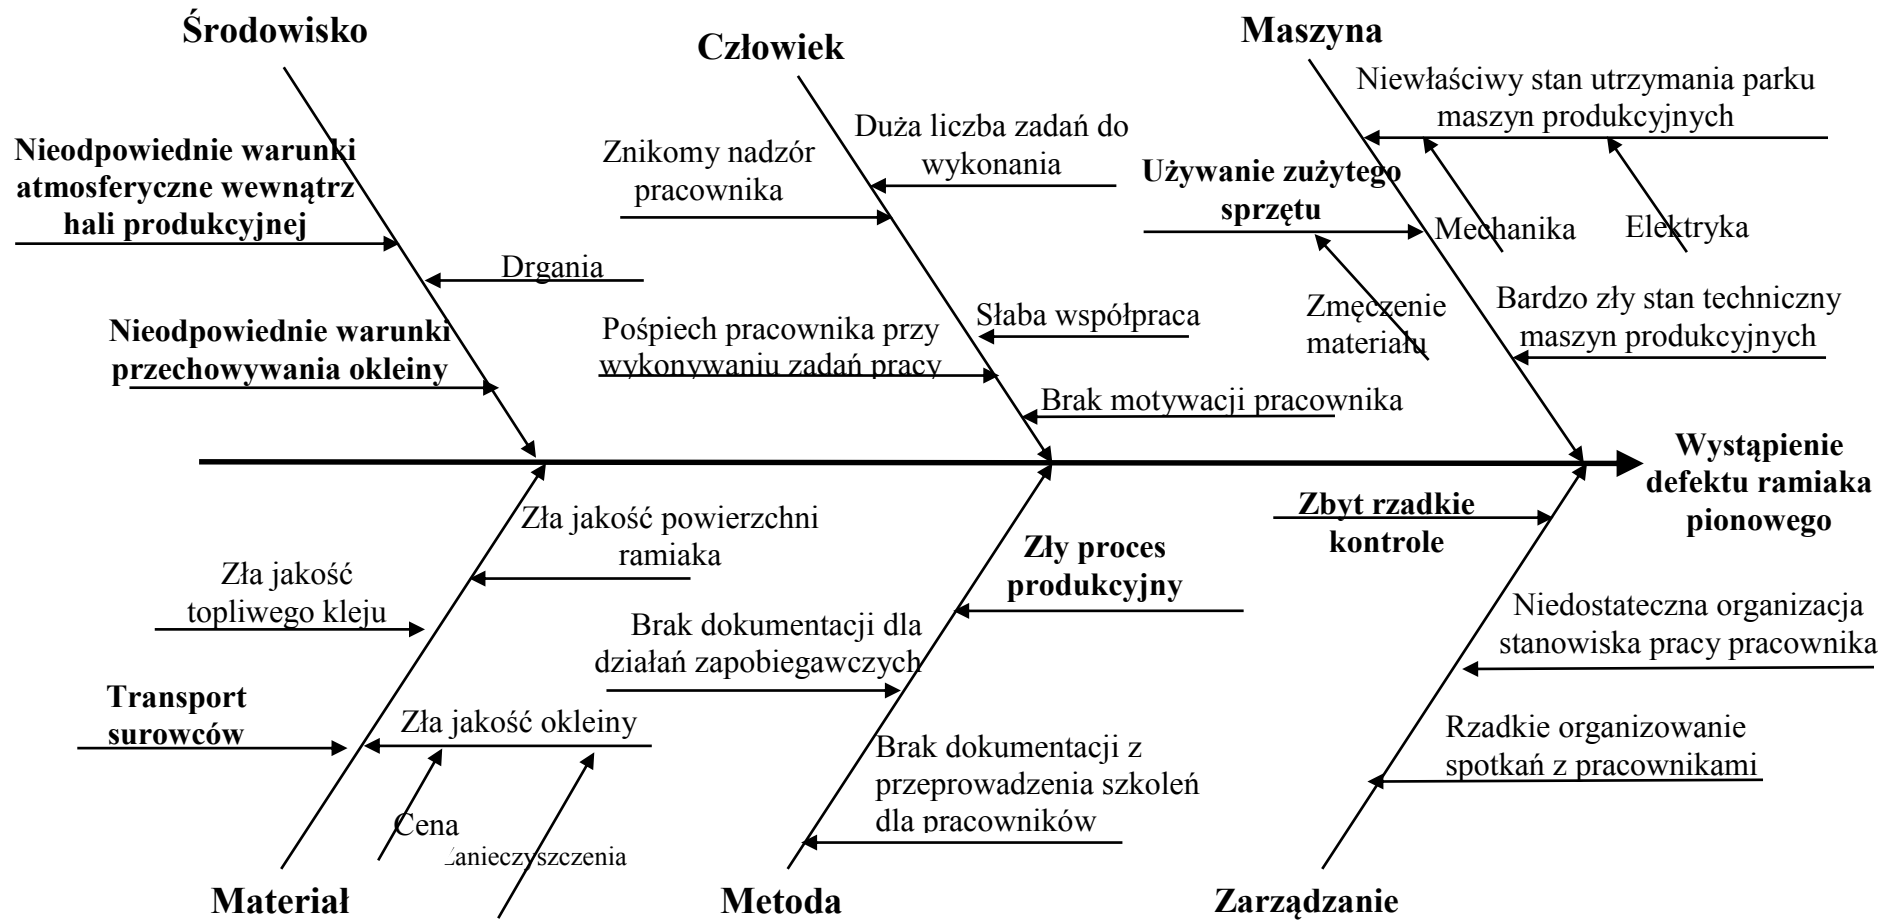 Środowisko
Człowiek
Maszyna
Nieodpowiednie warunki
atmosferyczne wewnątrz
hali produkcyjnej
Drgania
Nieodpowiednie warunki
przechowywania okleiny
Znikomy nadzór
pracownika
Duża liczba zadań do
wykonania
Pośpiech pracownika przy
wykonywaniu zadań pracy
Słaba współpraca
Brak motywacji pracownika
Niewłaściwy stan utrzymania parku
maszyn produkcyjnych
Używanie zużytego
sprzętu
Mechanika
Elektryka
Zmęczenie
materiału
Bardzo zły stan techniczny
maszyn produkcyjnych
Wystąpienie
defektu ramiaka
pionowego
Zła jakość powierzchni
ramiaka
Zła jakość
topliwego kleju
Transport
surowców
Zła jakość okleiny
Cena
Zanieczyszczenia
Zły proces
produkcyjny
Brak dokumentacji dla
działań zapobiegawczych
Brak dokumentacji z
przeprowadzenia szkoleń
dla pracowników
Zbyt rzadkie
kontrole
Niedostateczna organizacja
stanowiska pracy pracownika
Rzadkie organizowanie
spotkań z pracownikami
Materiał
Metoda
Zarządzanie